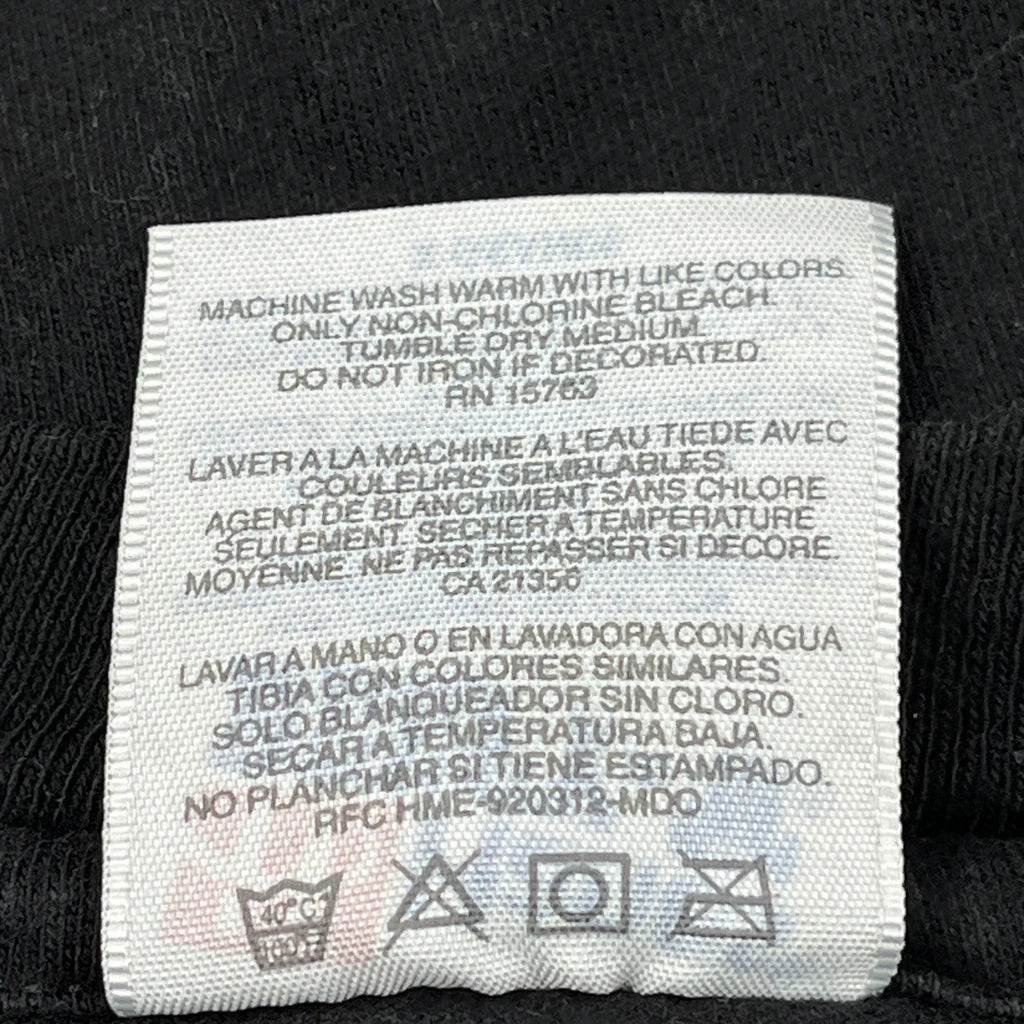 MACHINE WASH WARM WITH LIKE COLORS.
ONLY NON-CHLORINE BLEACH.
TUMBLE DRY MEDIUM.
DO NOT IRON IF DECORATED.
RN 15763
LAVER A LA MACHINE A L'EAU TIEDE AVEC
COULEURS SEMBLABLES.
AGENT DE BLANCHIMENT SANS CHLORE
SEULEMENT. SECHER A TEMPERATURE
MOYENNE. NE PAS REPASSER SI DECORE.
CA 21356
LAVAR A MANO O EN LAVADORA CON AGUA
TIBIA CON COLORES SIMILARES.
SOLO BLANQUEADOR SIN CLORO.
SECAR A TEMPERATURA BAJA.
NO PLANCHAR SI TIENE ESTAMPADO.
RFC HME-920312-MDO
40°C
100°F